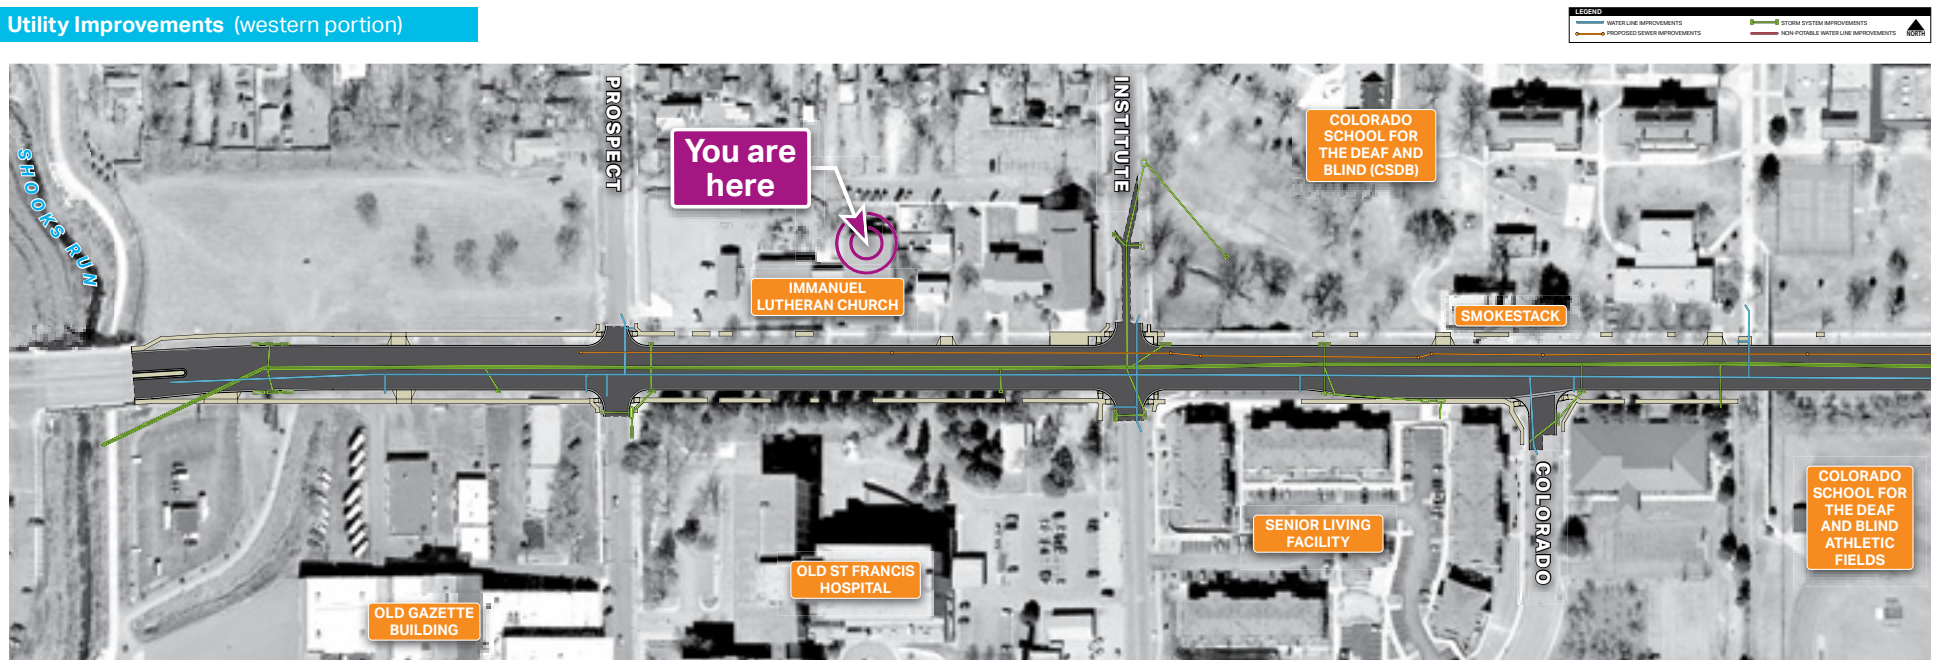 Utility Improvements (western portion)
LEGEND
WATER LINE IMPROVEMENTS
STORM SYSTEM IMPROVEMENTS
PROPOSED SEWER IMPROVEMENTS
NON-POTABLE WATER LINE IMPROVEMENTS
NORTH
SHOOKS RUN
PROSPECT
You are
here
INSTITUTE
COLORADO
SCHOOL FOR
THE DEAF AND
BLIND (CSDB)
IMMANUEL
LUTHERAN CHURCH
SMOKESTACK
COLORADO
SENIOR LIVING
FACILITY
COLORADO
SCHOOL FOR
THE DEAF
AND BLIND
ATHLETIC
FIELDS
OLD ST FRANCIS
HOSPITAL
OLD GAZETTE
BUILDING